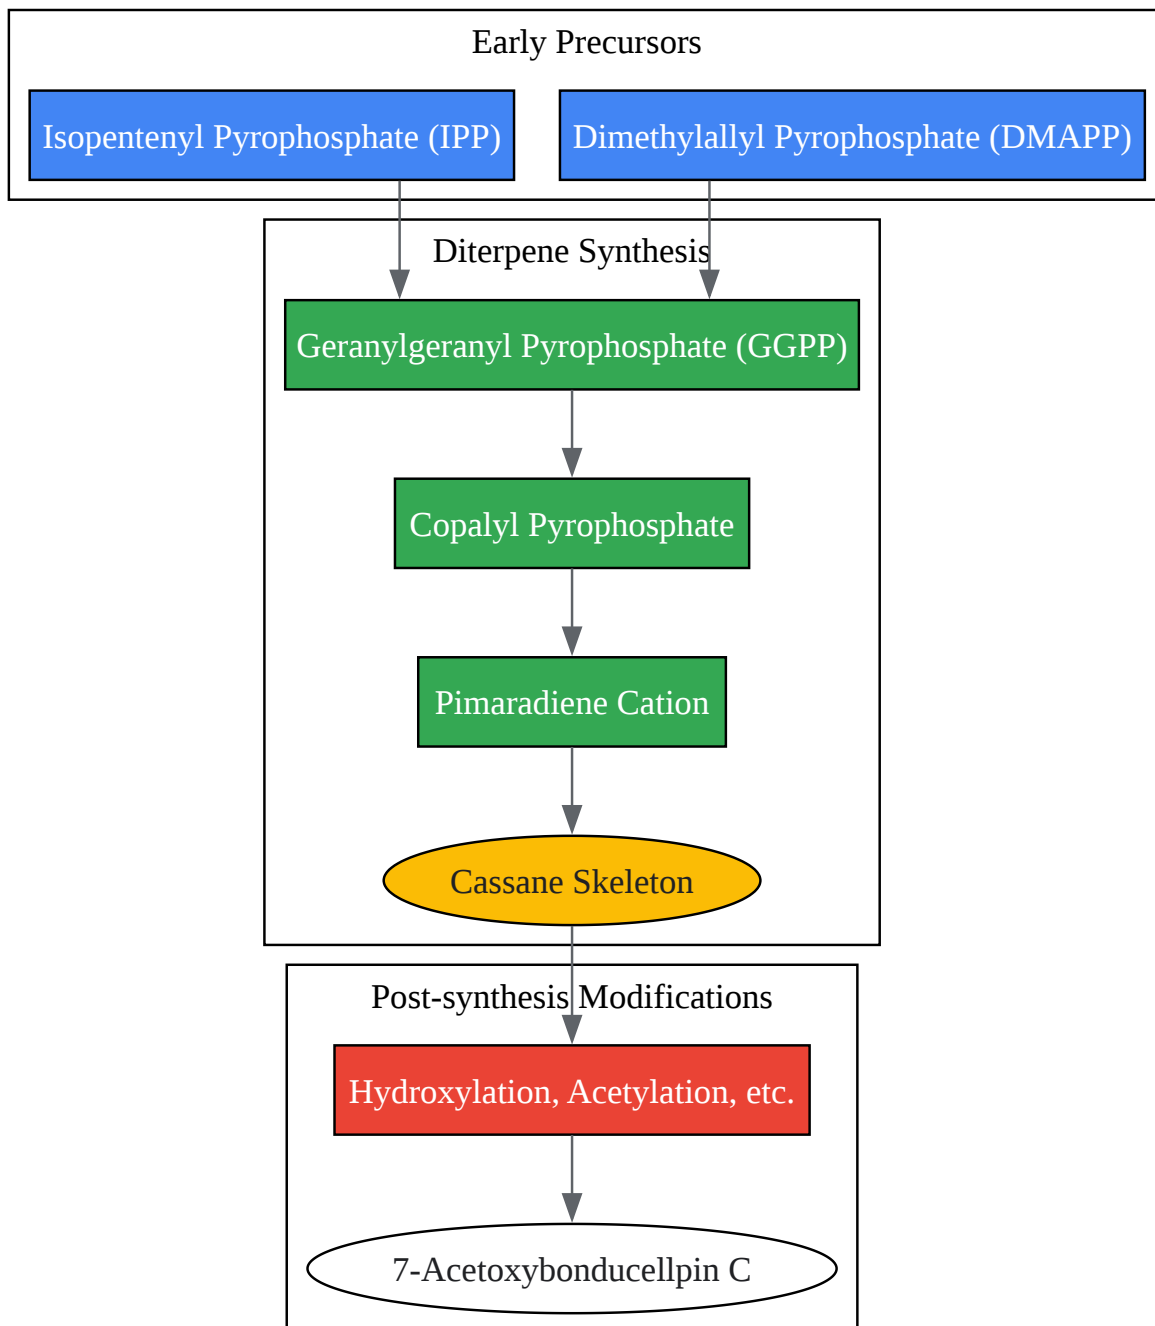 Early Precursors
Isopentenyl Pyrophosphate (IPP)
Dimethylallyl Pyrophosphate (DMAPP)
Diterpene Synthesis
Geranylgeranyl Pyrophosphate (GGPP)
Copalyl Pyrophosphate
Pimaradiene Cation
Cassane Skeleton
Post-synthesis Modifications
Hydroxylation, Acetylation, etc.
7-Acetoxybonducellpin C